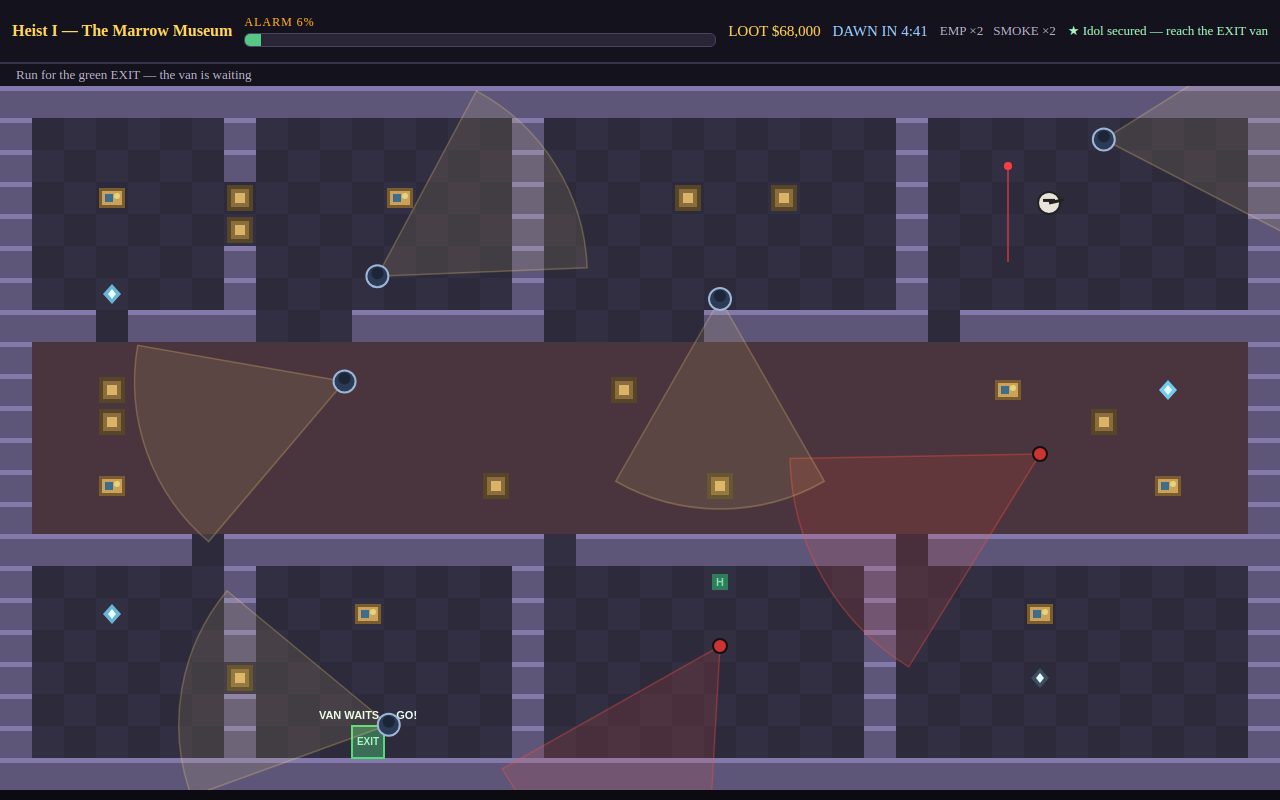 Heist I — The Marrow Museum
ALARM 6%
LOOT $68,000
DAWN IN 4:41
EMP ×2
SMOKE ×2
★ Idol secured — reach the EXIT van
Run for the green EXIT — the van is waiting
H
VAN WAITS GO!
EXIT